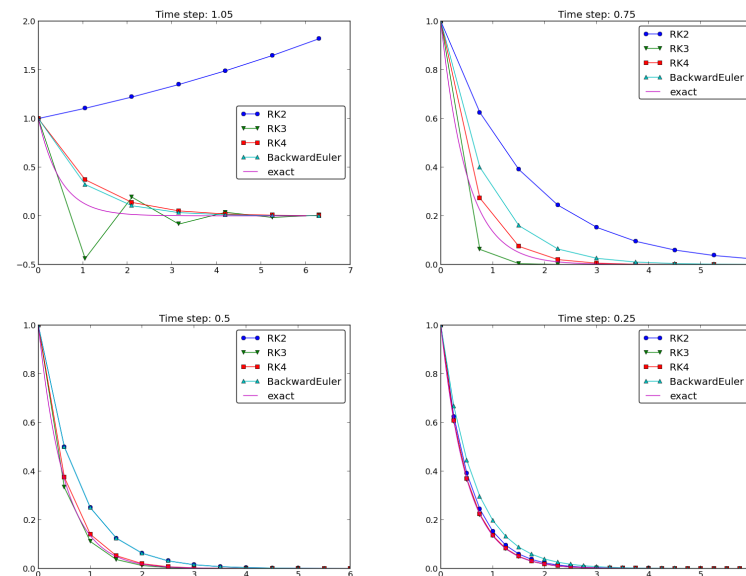 Time step: 1.05
2.0
1.5
1.0
0.5
0.0
−0.5
0 1 2 3 4 5 6 7
RK2
RK3
RK4
BackwardEuler
exact
Time step: 0.75
1.0
0.8
0.6
0.4
0.2
0.0
0 1 2 3 4 5
RK2
RK3
RK4
BackwardEuler
exact
Time step: 0.5
1.0
0.8
0.6
0.4
0.2
0.0
0 1 2 3 4 5 6
RK2
RK3
RK4
BackwardEuler
exact
Time step: 0.25
1.0
0.8
0.6
0.4
0.2
0.0
0 1 2 3 4 5
RK2
RK3
RK4
BackwardEuler
exact